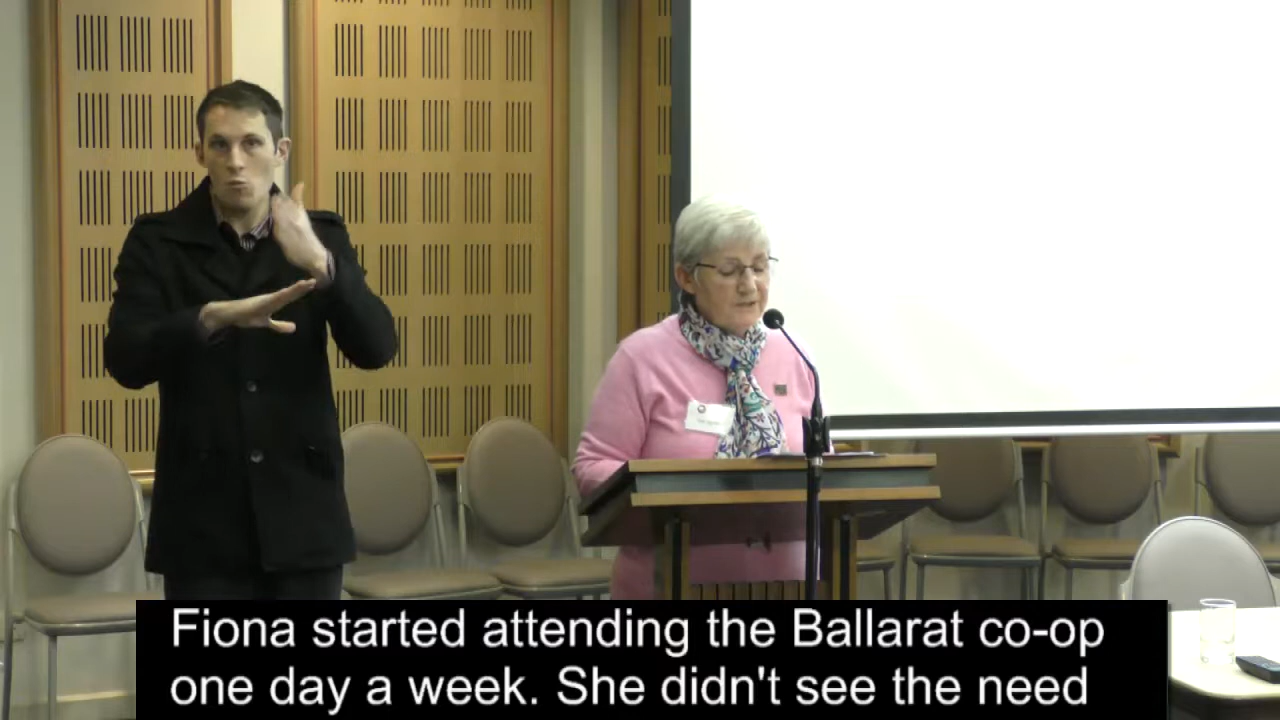 Fiona started attending the Ballarat co-op
one day a week. She didn't see the need